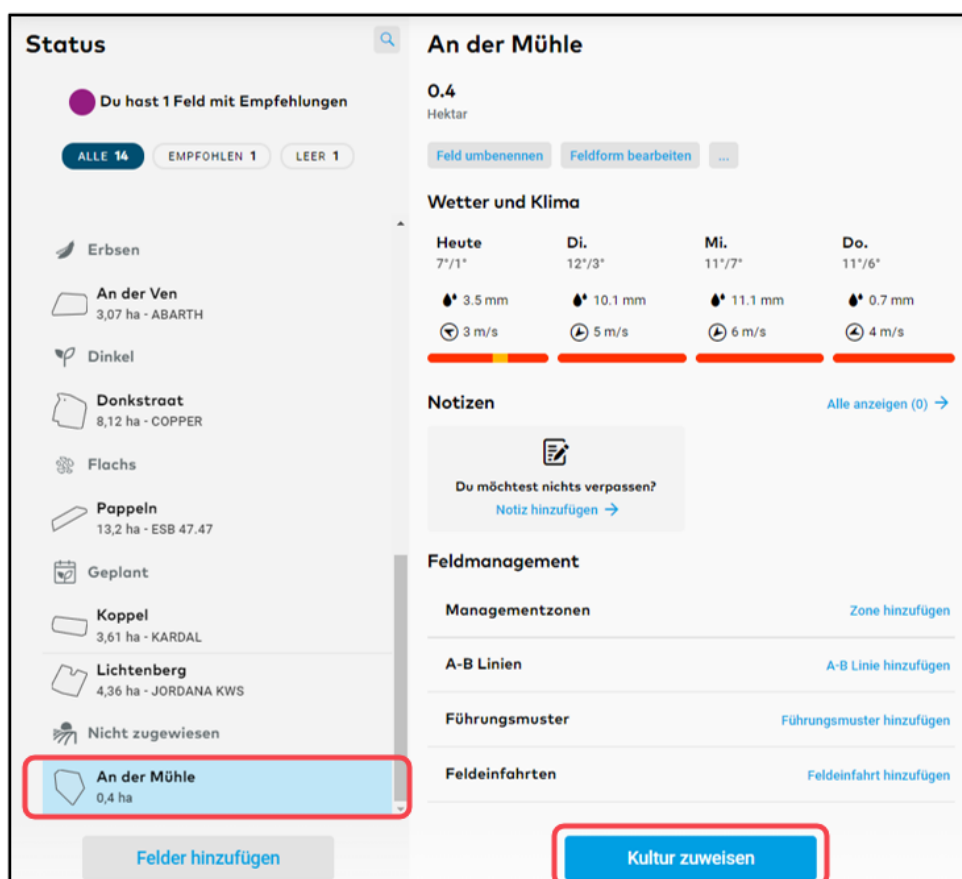 Status
Du hast 1 Feld mit Empfehlungen
ALLE 14 EMPFOHLEN 1 LEER 1
Erbsen
An der Ven
3,07 ha - ABARTH
Dinkel
Donkstraat
8,12 ha - COPPER
Flachs
Pappeln
13,2 ha - ESB 47.47
Geplant
Koppel
3,61 ha - KARDAL
Lichtenberg
4,36 ha - JORDANA KWS
Nicht zugewiesen
An der Mühle
0,4 ha
Felder hinzufügen
An der Mühle
0.4
Hektar
Feld umbenennen Feldform bearbeiten ...
Wetter und Klima
Heute Di. Mi. Do.
7°/1° 12°/3° 11°/7° 11°/6°
3.5 mm 10.1 mm 11.1 mm 0.7 mm
3 m/s 5 m/s 6 m/s 4 m/s
Notizen Alle anzeigen (0) →
Du möchtest nichts verpassen?
Notiz hinzufügen →
Feldmanagement
Managementzonen Zone hinzufügen
A-B Linien A-B Linie hinzufügen
Führungsmuster Führungsmuster hinzufügen
Feldeinfahrten Feldeinfahrt hinzufügen
Kultur zuweisen